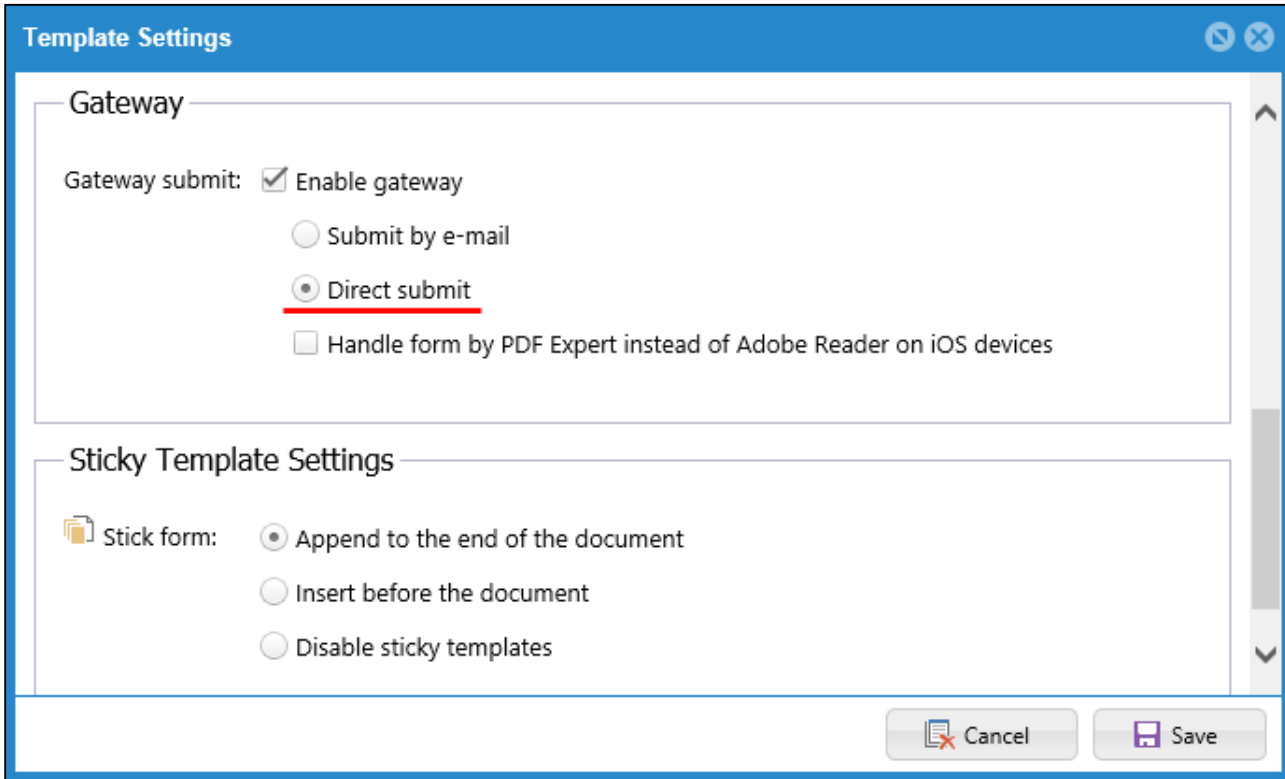 Template Settings
Gateway
Gateway submit: Enable gateway
Submit by e-mail
Direct submit
Handle form by PDF Expert instead of Adobe Reader on iOS devices
Sticky Template Settings
Stick form: Append to the end of the document
Insert before the document
Disable sticky templates
Cancel Save